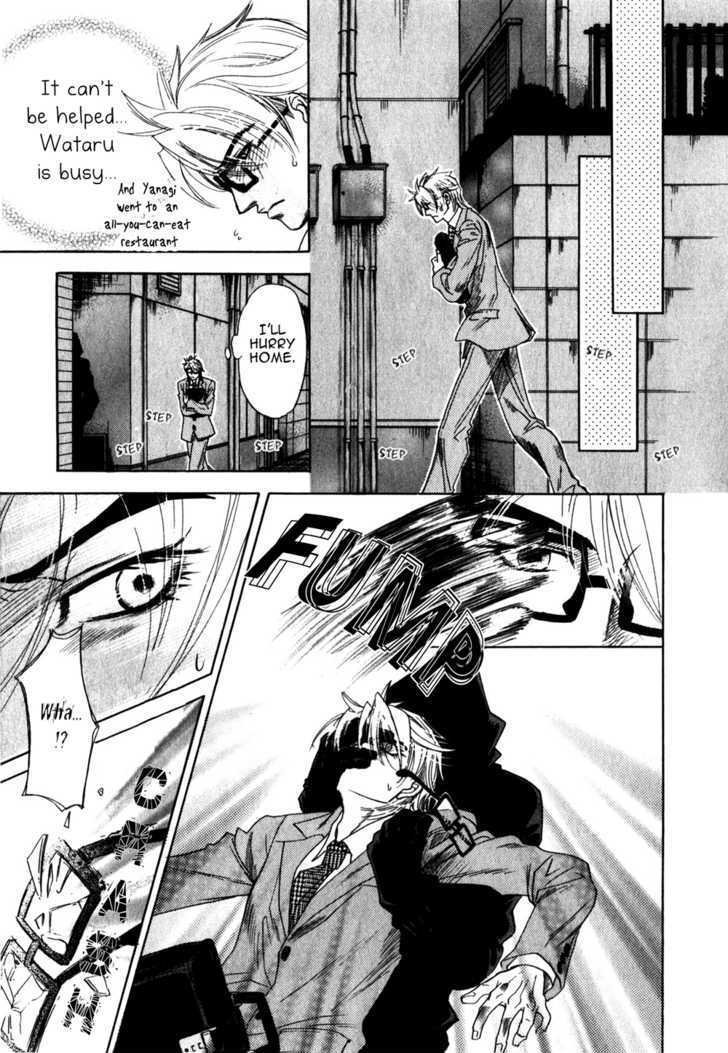 STEP
STEP
STEP
It can't
be helped...
Wataru
is busy...
And Yanagi
went to an
all-you-can-eat
restaurant
I'LL
HURRY
HOME.
STEP
STEP
STEP
FUMP
Wha...
!?
CRASH